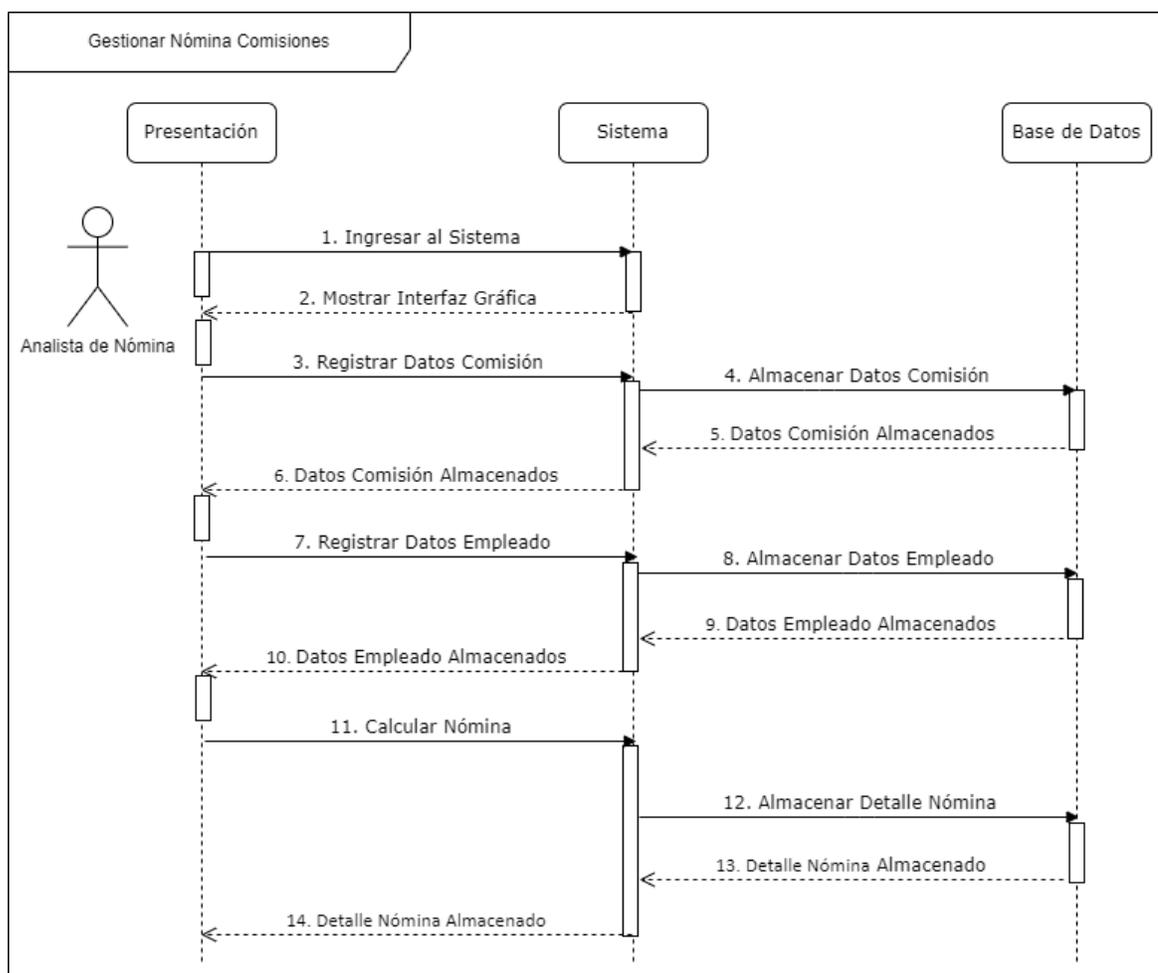 Gestionar Nómina Comisiones
Presentación
Sistema
Base de Datos
1. Ingresar al Sistema
2. Mostrar Interfaz Gráfica
Analista de Nómina
3. Registrar Datos Comisión
4. Almacenar Datos Comisión
5. Datos Comisión Almacenados
6. Datos Comisión Almacenados
7. Registrar Datos Empleado
8. Almacenar Datos Empleado
9. Datos Empleado Almacenados
10. Datos Empleado Almacenados
11. Calcular Nómina
12. Almacenar Detalle Nómina
13. Detalle Nómina Almacenado
14. Detalle Nómina Almacenado